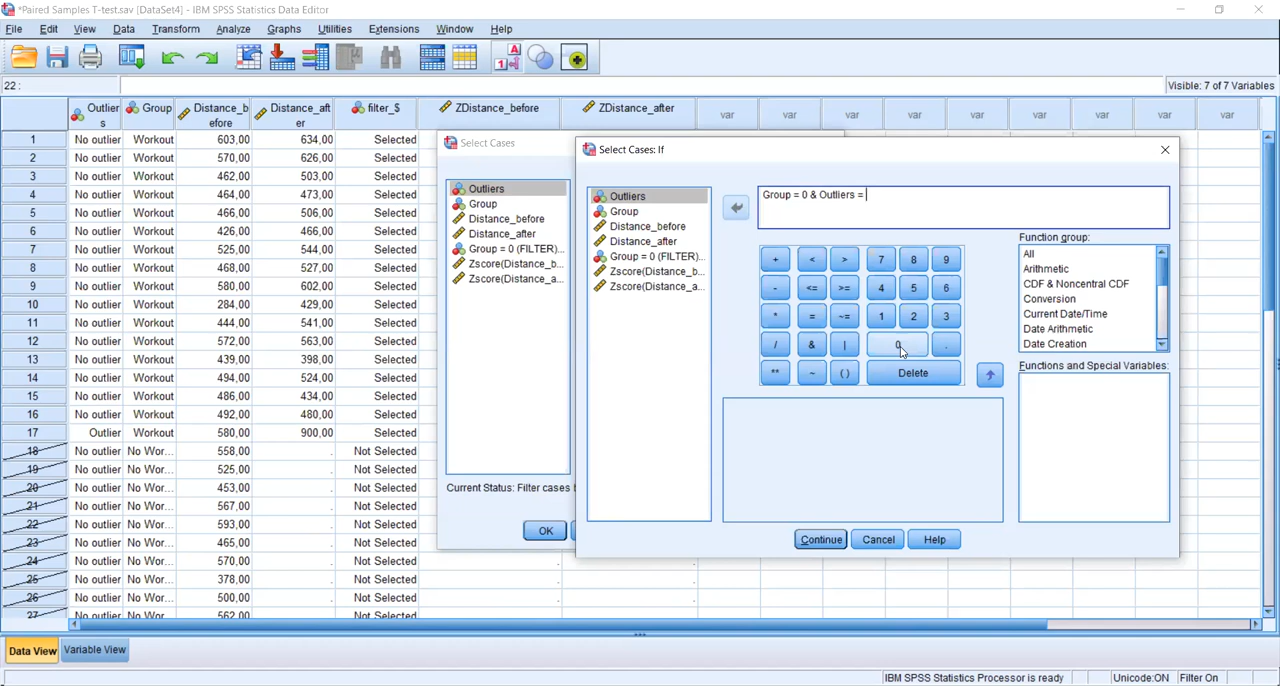 *Paired Samples T-test.sav [DataSet4] - IBM SPSS Statistics Data Editor
File Edit View Data Transform Analyze Graphs Utilities Extensions Window Help
22 :
Visible: 7 of 7 Variables
Outlier s Group Distance_b efore Distance_aft er filter_$ ZDistance_before ZDistance_after var var var var var var var var
1 No outlier Workout 603,00 634,00 Selected
2 No outlier Workout 570,00 626,00 Selected
3 No outlier Workout 462,00 503,00 Selected
4 No outlier Workout 464,00 473,00 Selected
5 No outlier Workout 466,00 506,00 Selected
6 No outlier Workout 426,00 466,00 Selected
7 No outlier Workout 525,00 544,00 Selected
8 No outlier Workout 468,00 527,00 Selected
9 No outlier Workout 580,00 602,00 Selected
10 No outlier Workout 284,00 429,00 Selected
11 No outlier Workout 444,00 541,00 Selected
12 No outlier Workout 572,00 563,00 Selected
13 No outlier Workout 439,00 398,00 Selected
14 No outlier Workout 494,00 524,00 Selected
15 No outlier Workout 486,00 434,00 Selected
16 No outlier Workout 492,00 480,00 Selected
17 Outlier Workout 580,00 900,00 Selected
18 No outlier No Wor... 558,00 . Not Selected
19 No outlier No Wor... 525,00 . Not Selected
20 No outlier No Wor... 453,00 . Not Selected
21 No outlier No Wor... 567,00 . Not Selected
22 No outlier No Wor... 593,00 . Not Selected
23 No outlier No Wor... 465,00 . Not Selected
24 No outlier No Wor... 570,00 . Not Selected . .
25 No outlier No Wor... 378,00 . Not Selected . .
26 No outlier No Wor... 500,00 . Not Selected . .
27 No outlier No Wor... 562,00 . Not Selected
Select Cases
Outliers
Group
Distance_before
Distance_after
Group = 0 (FILTER)...
Zscore(Distance_b...
Zscore(Distance_a...
Current Status: Filter cases
OK
Select Cases: If
Outliers
Group
Distance_before
Distance_after
Group = 0 (FILTER)...
Zscore(Distance_b...
Zscore(Distance_a...
Group = 0 & Outliers =
+ < > 7 8 9
- <= >= 4 5 6
* = ~= 1 2 3
/ & | 0 .
** ~ ( ) Delete
Function group:
All
Arithmetic
CDF & Noncentral CDF
Conversion
Current Date/Time
Date Arithmetic
Date Creation
Functions and Special Variables:
Continue Cancel Help
Data View Variable View
IBM SPSS Statistics Processor is ready Unicode:ON Filter On